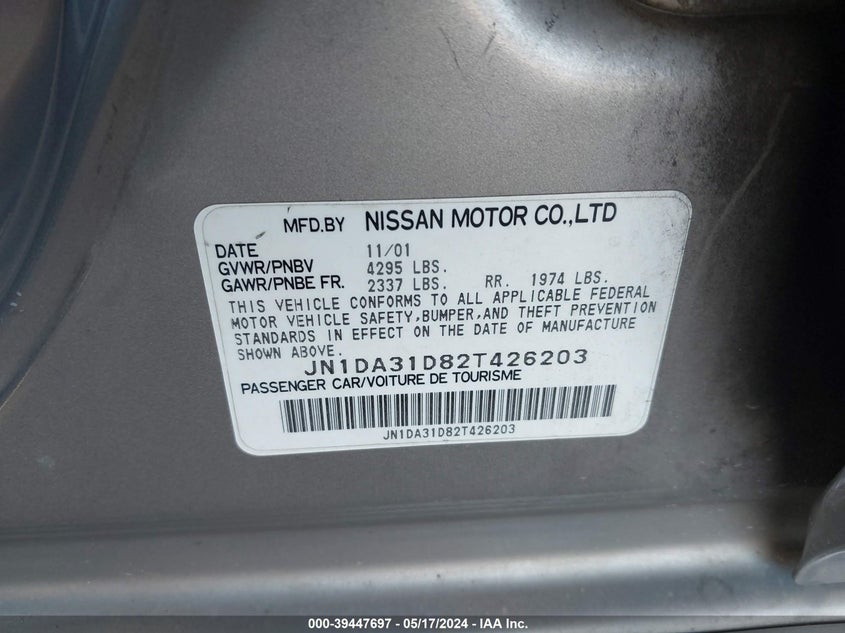 MFD.BY NISSAN MOTOR CO.,LTD
DATE 11/01
GVWR/PNBV 4295 LBS.
GAWR/PNBE FR. 2337 LBS. RR. 1974 LBS.
THIS VEHICLE CONFORMS TO ALL APPLICABLE FEDERAL
MOTOR VEHICLE SAFETY,BUMPER,AND THEFT PREVENTION
STANDARDS IN EFFECT ON THE DATE OF MANUFACTURE
SHOWN ABOVE.
JN1DA31D82T426203
PASSENGER CAR/VOITURE DE TOURISME
JN1DA31D82T426203
000-39447697 - 05/17/2024 - IAA Inc.